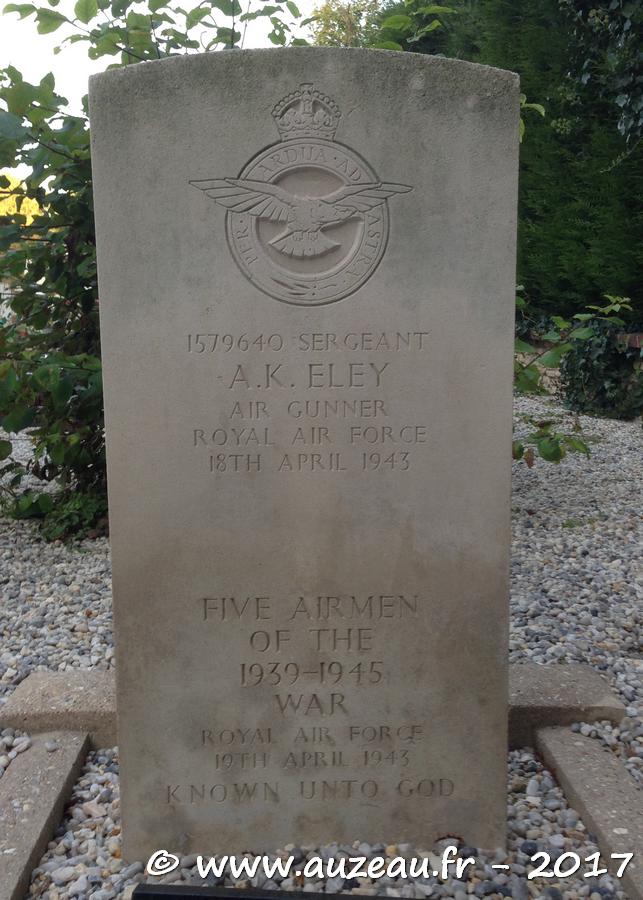 PER · ARDUA · AD · ASTRA ·
1579640 SERGEANT
A.K. ELEY
AIR GUNNER
ROYAL AIR FORCE
18TH APRIL 1943
FIVE AIRMEN
OF THE
1939-1945
WAR
ROYAL AIR FORCE
19TH APRIL 1943
KNOWN UNTO GOD
© www.auzeau.fr - 2017